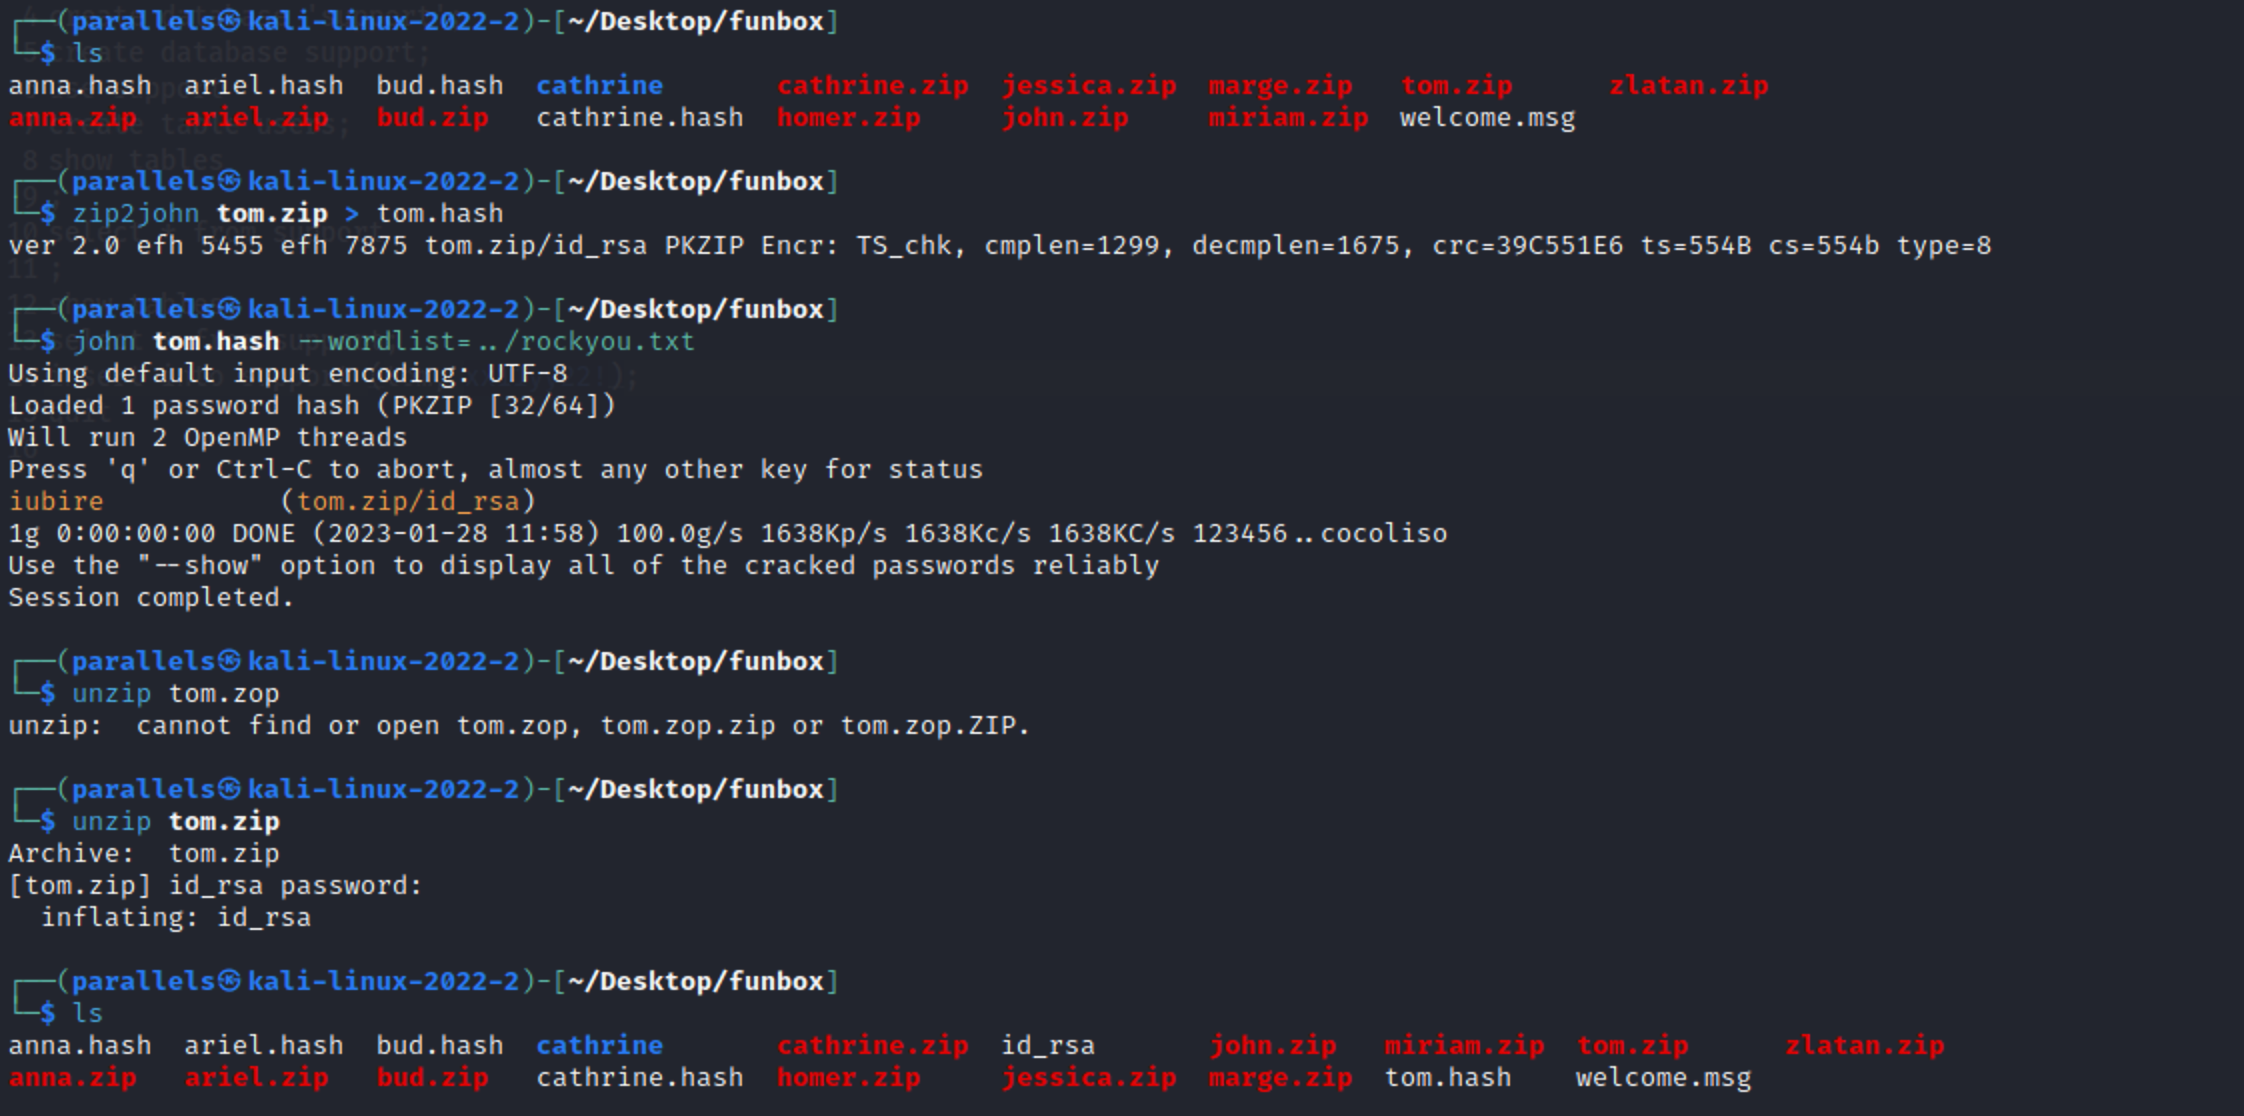 ┌──(parallels㉿kali-linux-2022-2)-[~/Desktop/funbox]
└─$ ls
anna.hash  ariel.hash  bud.hash  cathrine       cathrine.zip  jessica.zip  marge.zip   tom.zip      zlatan.zip
anna.zip   ariel.zip   bud.zip   cathrine.hash  homer.zip     john.zip     miriam.zip  welcome.msg
┌──(parallels㉿kali-linux-2022-2)-[~/Desktop/funbox]
└─$ zip2john tom.zip > tom.hash
ver 2.0 efh 5455 efh 7875 tom.zip/id_rsa PKZIP Encr: TS_chk, cmplen=1299, decmplen=1675, crc=39C551E6 ts=554B cs=554b type=8
┌──(parallels㉿kali-linux-2022-2)-[~/Desktop/funbox]
└─$ john tom.hash --wordlist=../rockyou.txt
Using default input encoding: UTF-8
Loaded 1 password hash (PKZIP [32/64])
Will run 2 OpenMP threads
Press 'q' or Ctrl-C to abort, almost any other key for status
iubire           (tom.zip/id_rsa)
1g 0:00:00:00 DONE (2023-01-28 11:58) 100.0g/s 1638Kp/s 1638Kc/s 1638KC/s 123456..cocoliso
Use the "--show" option to display all of the cracked passwords reliably
Session completed.
┌──(parallels㉿kali-linux-2022-2)-[~/Desktop/funbox]
└─$ unzip tom.zop
unzip:  cannot find or open tom.zop, tom.zop.zip or tom.zop.ZIP.
┌──(parallels㉿kali-linux-2022-2)-[~/Desktop/funbox]
└─$ unzip tom.zip
Archive:  tom.zip
[tom.zip] id_rsa password:
  inflating: id_rsa
┌──(parallels㉿kali-linux-2022-2)-[~/Desktop/funbox]
└─$ ls
anna.hash  ariel.hash  bud.hash  cathrine       cathrine.zip  id_rsa       john.zip   miriam.zip  tom.zip      zlatan.zip
anna.zip   ariel.zip   bud.zip   cathrine.hash  homer.zip     jessica.zip  marge.zip  tom.hash    welcome.msg